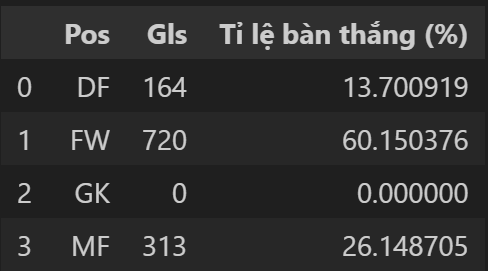 Pos Gls Tỉ lệ bàn thắng (%)
0 DF 164 13.700919
1 FW 720 60.150376
2 GK 0 0.000000
3 MF 313 26.148705